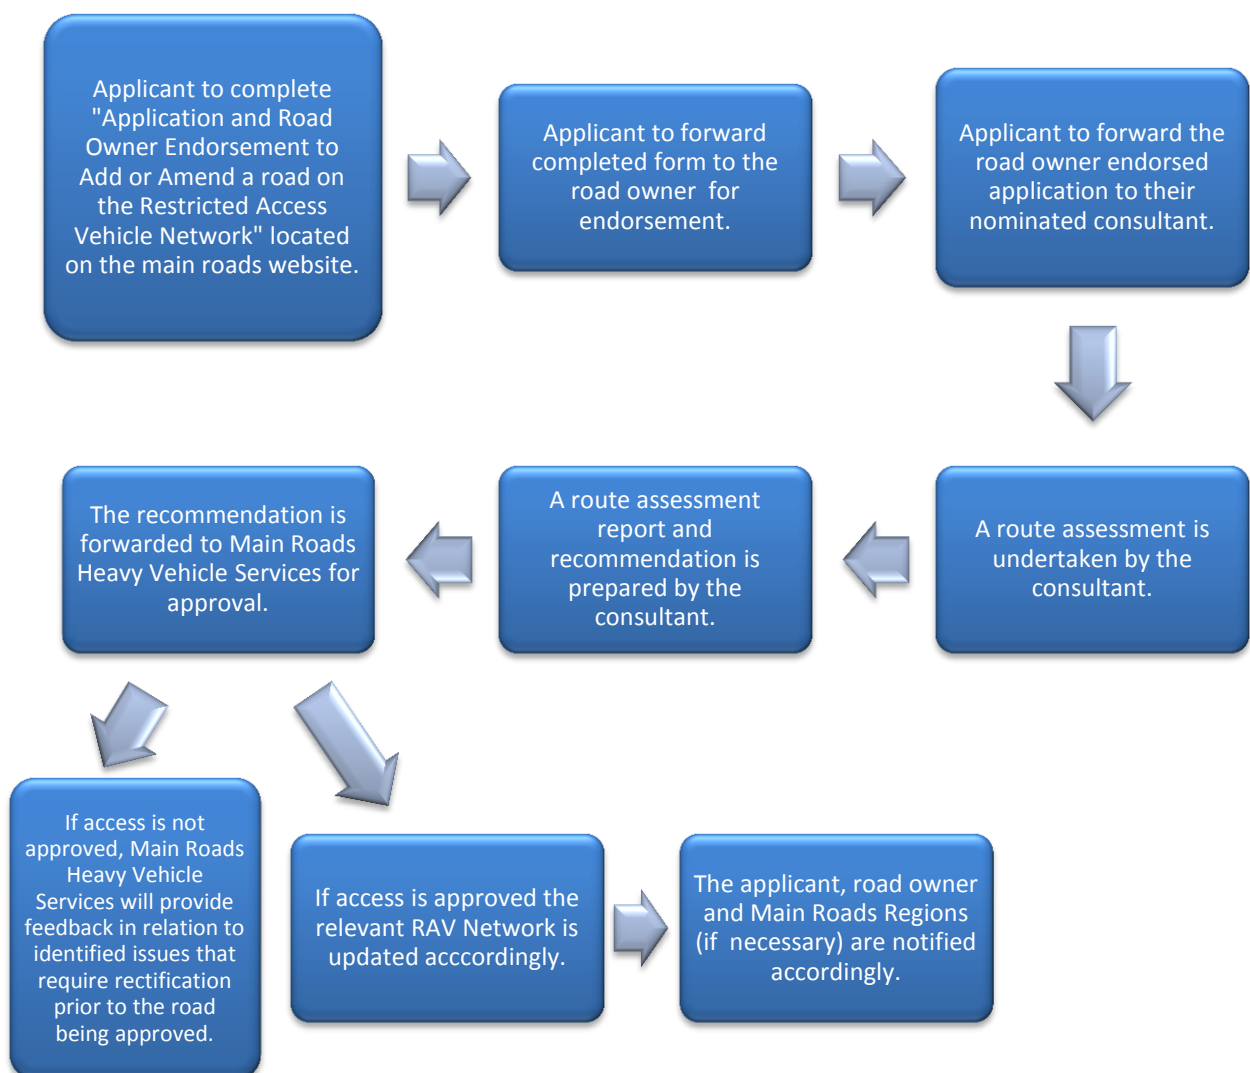 Applicant to complete
"Application and Road
Owner Endorsement to
Add or Amend a road on
the Restricted Access
Vehicle Network" located
on the main roads website.
Applicant to forward
completed form to the
road owner for
endorsement.
Applicant to forward the
road owner endorsed
application to their
nominated consultant.
A route assessment is
undertaken by the
consultant.
A route assessment
report and
recommendation is
prepared by the
consultant.
The recommendation is
forwarded to Main Roads
Heavy Vehicle Services for
approval.
If access is not
approved, Main Roads
Heavy Vehicle
Services will provide
feedback in relation to
identified issues that
require rectification
prior to the road
being approved.
If access is approved the
relevant RAV Network is
updated acccordingly.
The applicant, road owner
and Main Roads Regions
(if necessary) are notified
accordingly.